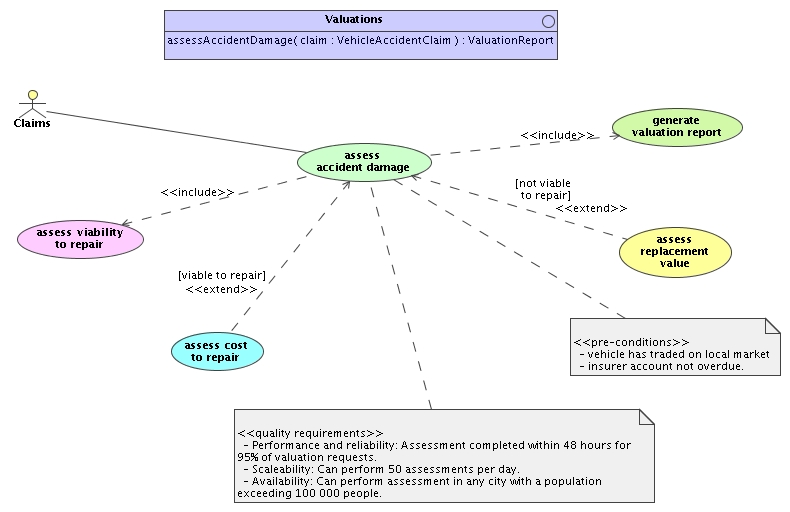 Valuations
assessAccidentDamage( claim : VehicleAccidentClaim ) : ValuationReport
Claims
assess
accident damage
<<include>>
generate
valuation report
<<include>>
assess viability
to repair
[not viable
to repair]
<<extend>>
assess
replacement
value
[viable to repair]
<<extend>>
assess cost
to repair
<<pre-conditions>>
- vehicle has traded on local market
- insurer account not overdue.
<<quality requirements>>
- Performance and reliability: Assessment completed within 48 hours for
95% of valuation requests.
- Scaleability: Can perform 50 assessments per day.
- Availability: Can perform assessment in any city with a population
exceeding 100 000 people.